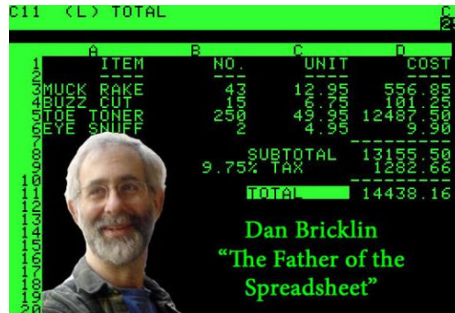 C11 (L) TOTAL C
25
A B C D
1 ITEM NO. UNIT COST
2 ---- ---- ---- ----
3 MUCK RAKE 43 12.95 556.85
4 BUZZ CUT 15 6.75 101.25
5 TOE TONER 250 49.95 12487.50
6 EYE SNUFF 2 4.95 9.90
7 ---------
8 SUBTOTAL 13155.50
9 9.75% TAX 1282.66
10 ---------
11 TOTAL 14438.16
12
13
14
15
16
17
18
19
20
Dan Bricklin
“The Father of the
Spreadsheet”